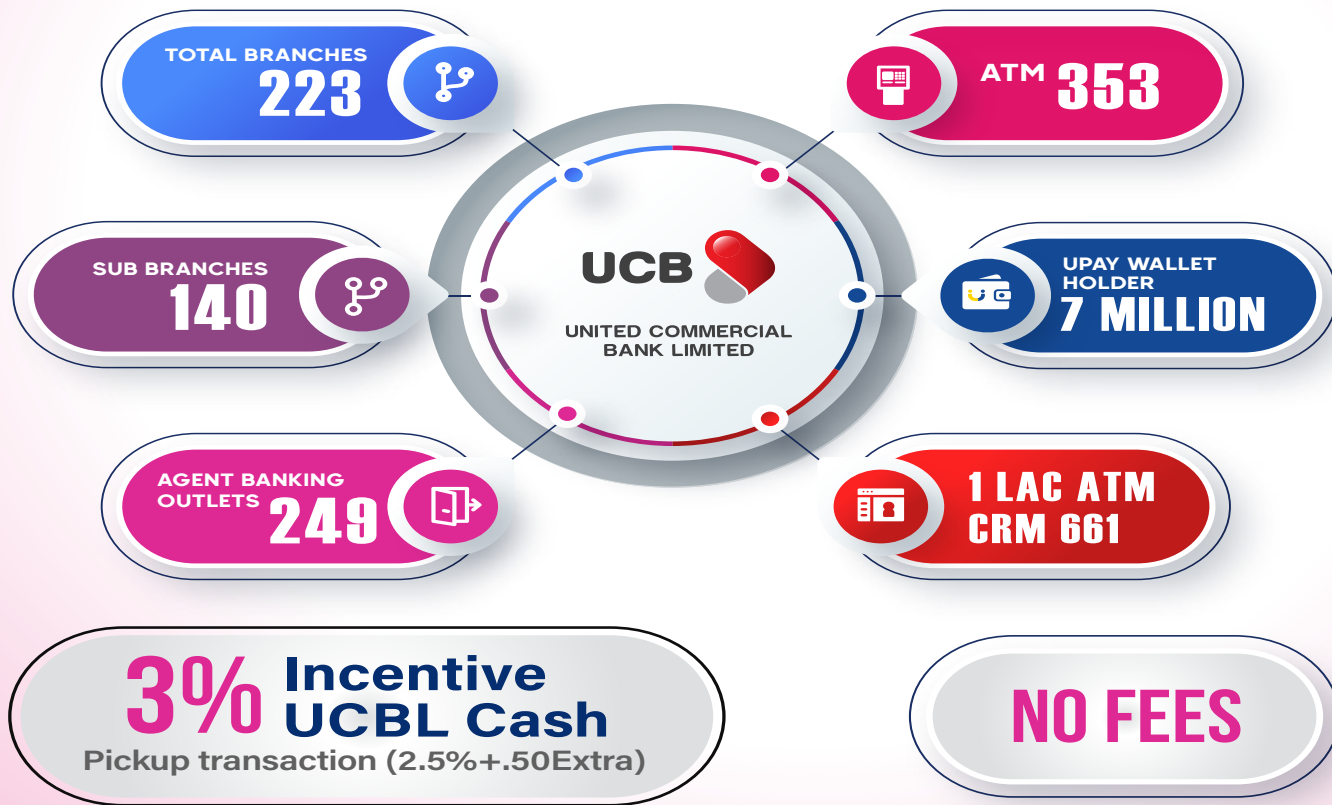 TOTAL BRANCHES
223
ATM 353
SUB BRANCHES
140
UCB
UNITED COMMERCIAL
BANK LIMITED
UPAY WALLET
HOLDER
7 MILLION
AGENT BANKING
OUTLETS 249
1 LAC ATM
CRM 661
3% Incentive
UCBL Cash
Pickup transaction (2.5%+.50Extra)
NO FEES